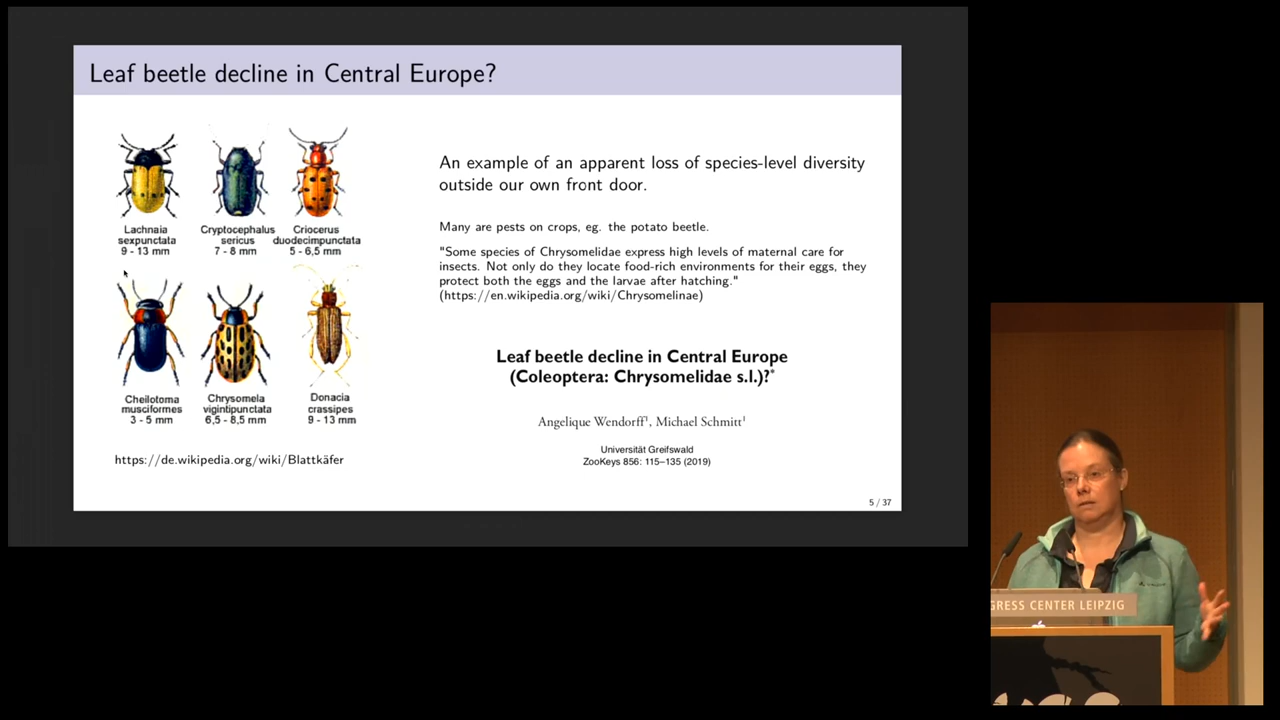 Leaf beetle decline in Central Europe?
Lachnaia
sexpunctata
9 - 13 mm
Cryptocephalus
sericus
7 - 8 mm
Criocerus
duodecimpunctata
5 - 6,5 mm
Cheilotoma
musciformes
3 - 5 mm
Chrysomela
vigintipunctata
6,5 - 8,5 mm
Donacia
crassipes
9 - 13 mm
https://de.wikipedia.org/wiki/Blattkäfer
An example of an apparent loss of species-level diversity
outside our own front door.
Many are pests on crops, eg. the potato beetle.
"Some species of Chrysomelidae express high levels of maternal care for
insects. Not only do they locate food-rich environments for their eggs, they
protect both the eggs and the larvae after hatching."
(https://en.wikipedia.org/wiki/Chrysomelinae)
Leaf beetle decline in Central Europe
(Coleoptera: Chrysomelidae s.l.)?*
Angelique Wendorff¹, Michael Schmitt¹
Universität Greifswald
ZooKeys 856: 115–135 (2019)
5 / 37
GRESS CENTER LEIPZIG